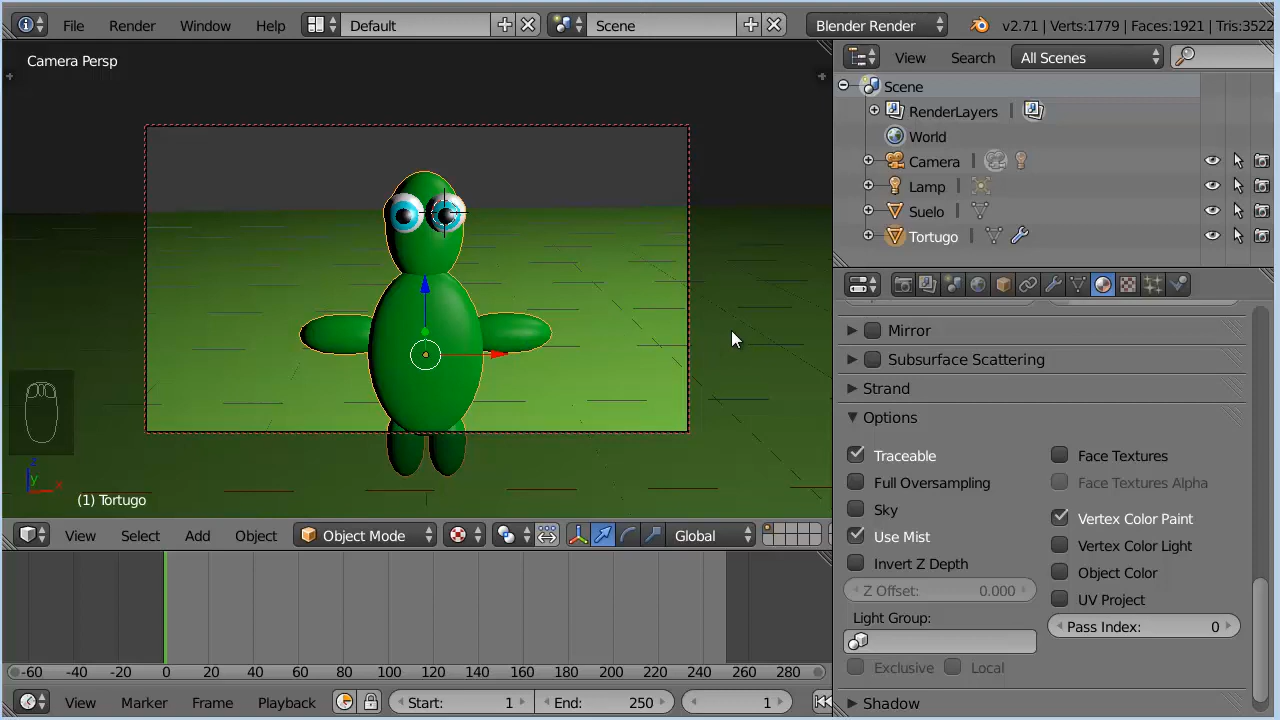 File Render Window Help Default Scene Blender Render v2.71 | Verts:1779 | Faces:1921 | Tris:3522
Camera Persp
View Search All Scenes
Scene
RenderLayers
World
Camera
Lamp
Suelo
Tortugo
Mirror
Subsurface Scattering
Strand
Options
Traceable Face Textures
Full Oversampling Face Textures Alpha
Sky Vertex Color Paint
Use Mist Vertex Color Light
Invert Z Depth Object Color
Z Offset: 0.000 UV Project
Light Group: Pass Index: 0
Exclusive Local
Shadow
z
y
x
(1) Tortugo
View Select Add Object Object Mode Global
-60 -40 -20 0 20 40 60 80 100 120 140 160 180 200 220 240 260 280
View Marker Frame Playback Start: 1 End: 250 1